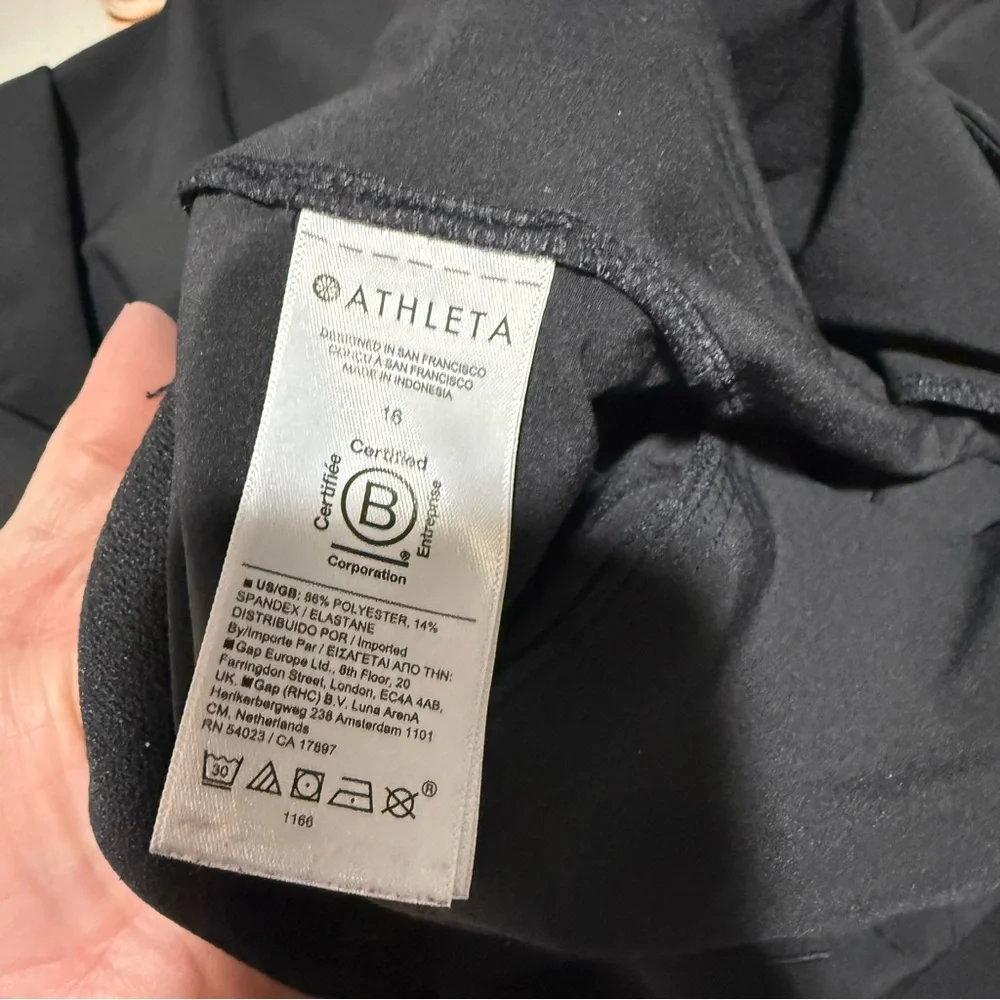 ATHLETA
DESIGNED IN SAN FRANCISCO
CONÇU À SAN FRANCISCO
MADE IN INDONESIA
16
Certified
Certifiée
B
Entreprise
Corporation
US/GB: 86% POLYESTER, 14%
SPANDEX / ELASTANE
DISTRIBUIDO POR / Imported
By/Importe Par / ΕΙΣΑΓΕΤΑΙ ΑΠΟ ΤΗΝ:
Gap Europe Ltd., 8th Floor, 20
Farringdon Street, London, EC4A 4AB,
UK. Gap (RHC) B.V. Luna ArenA
Herikerbergweg 238 Amsterdam 1101
CM, Netherlands
RN 54023 / CA 17897
30 ®
1166